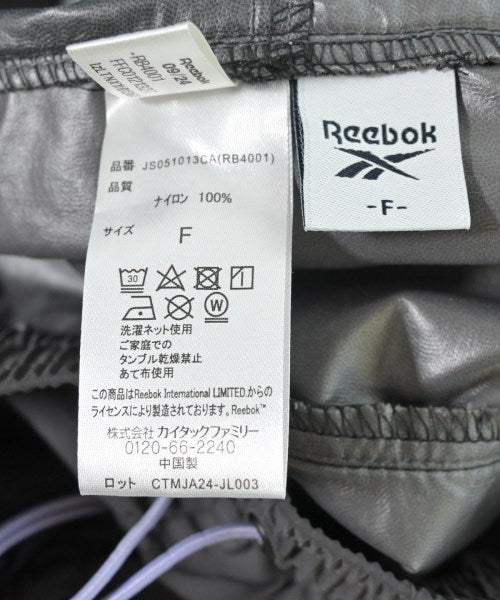 Reebok
09/24
-RB4001
品番 JS051013CA(RB4001)
品質
ナイロン 100%
サイズ F
30
W
洗濯ネット使用
ご家庭での
タンブル乾燥禁止
あて布使用
この商品はReebok International LIMITED.からの
ライセンスにより製造されております。Reebok™
株式会社 カイタックファミリー
0120-66-2240
中国製
ロット CTMJA24-JL003
Reebok
-F-